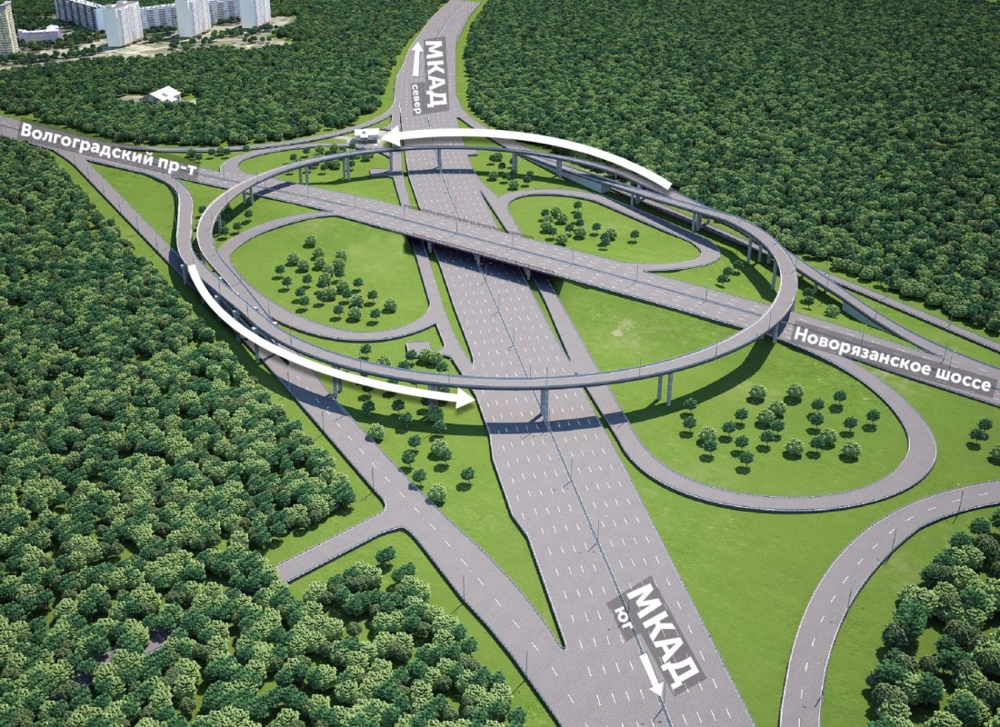 МКАД
север
Волгоградский пр-т
Новорязанское шоссе
МКАД
юг